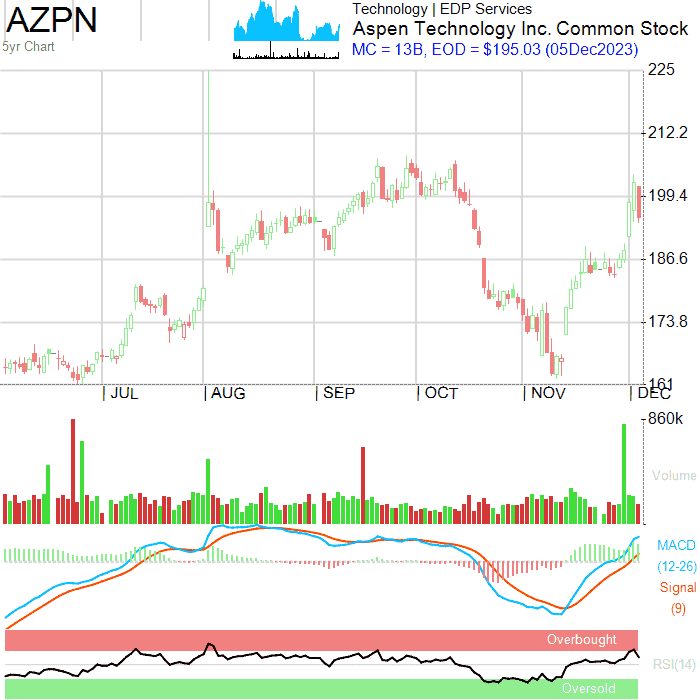 AZPN
5yr Chart
Technology | EDP Services
Aspen Technology Inc. Common Stock
MC = 13B, EOD = $195.03 (05Dec2023)
225
212.2
199.4
186.6
173.8
161
| JUL | AUG | SEP | OCT | NOV | DEC
860k
Volume
MACD
(12-26)
Signal
(9)
Overbought
RSI(14)
Oversold